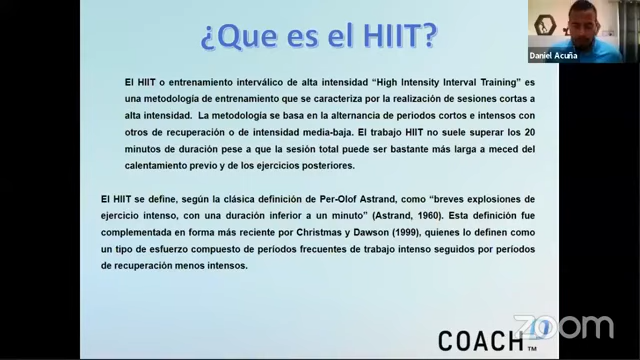 ¿Que es el HIIT?
Daniel Acuña
El HIIT o entrenamiento interválico de alta intensidad “High Intensity Interval Training” es
una metodología de entrenamiento que se caracteriza por la realización de sesiones cortas a
alta intensidad. La metodología se basa en la alternancia de periodos cortos e intensos con
otros de recuperación o de intensidad media-baja. El trabajo HIIT no suele superar los 20
minutos de duración pese a que la sesión total puede ser bastante más larga a meced del
calentamiento previo y de los ejercicios posteriores.
El HIIT se define, según la clásica definición de Per-Olof Astrand, como “breves explosiones de
ejercicio intenso, con una duración inferior a un minuto” (Astrand, 1960). Esta definición fue
complementada en forma más reciente por Christmas y Dawson (1999), quienes lo definen como
un tipo de esfuerzo compuesto de períodos frecuentes de trabajo intenso seguidos por períodos
de recuperación menos intensos.
zoom
COACH
TM